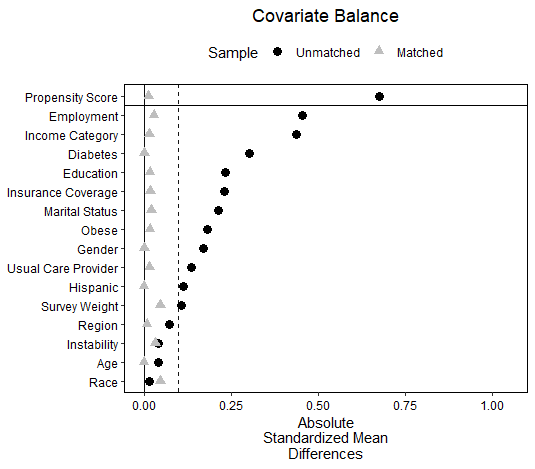 Covariate Balance
Sample Unmatched Matched
Propensity Score
Employment
Income Category
Diabetes
Education
Insurance Coverage
Marital Status
Obese
Gender
Usual Care Provider
Hispanic
Survey Weight
Region
Instability
Age
Race
0.00 0.25 0.50 0.75 1.00
Absolute
Standardized Mean
Differences